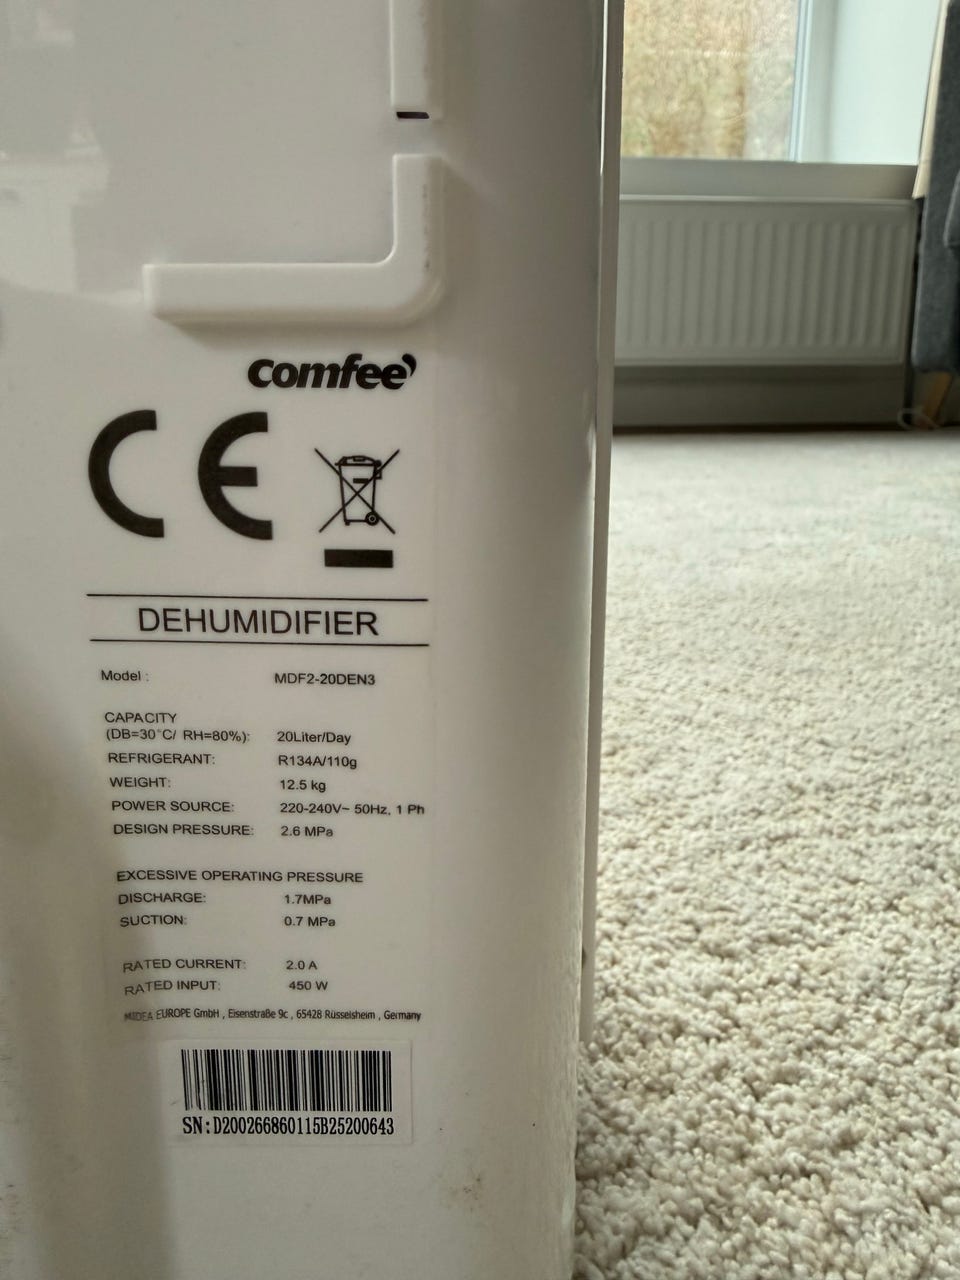 comfee'
CE
DEHUMIDIFIER
Model : MDF2-20DEN3
CAPACITY
(DB=30°C/ RH=80%): 20Liter/Day
REFRIGERANT: R134A/110g
WEIGHT: 12.5 kg
POWER SOURCE: 220-240V~ 50Hz, 1 Ph
DESIGN PRESSURE: 2.6 MPa
EXCESSIVE OPERATING PRESSURE
DISCHARGE: 1.7MPa
SUCTION: 0.7 MPa
RATED CURRENT: 2.0 A
RATED INPUT: 450 W
MIDEA EUROPE GmbH , Eisenstraße 9c , 65428 Rüsselsheim , Germany
SN:D200266860115B25200643